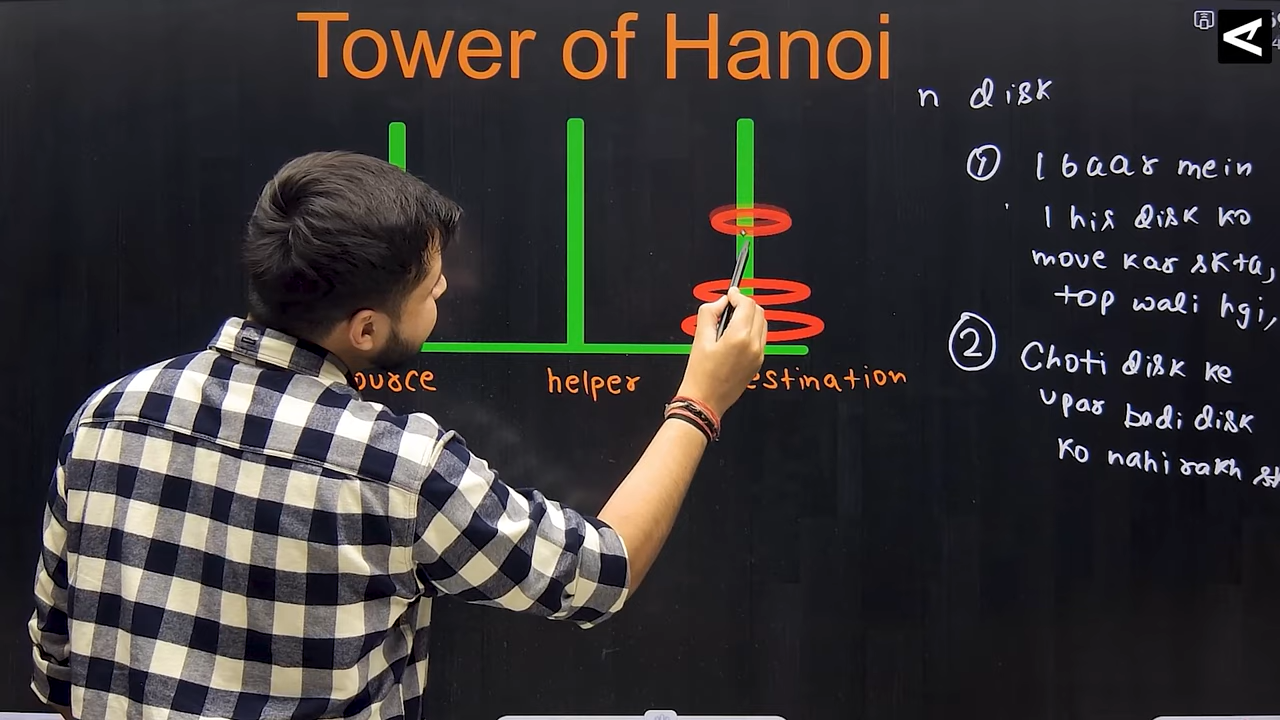 Tower of Hanoi
n disk
① 1 baar mein
1 hi disk ko
move kar skta,
top wali hgi,
② Choti disk ke
upar badi disk
ko nahi rakh
ource
helper
estination